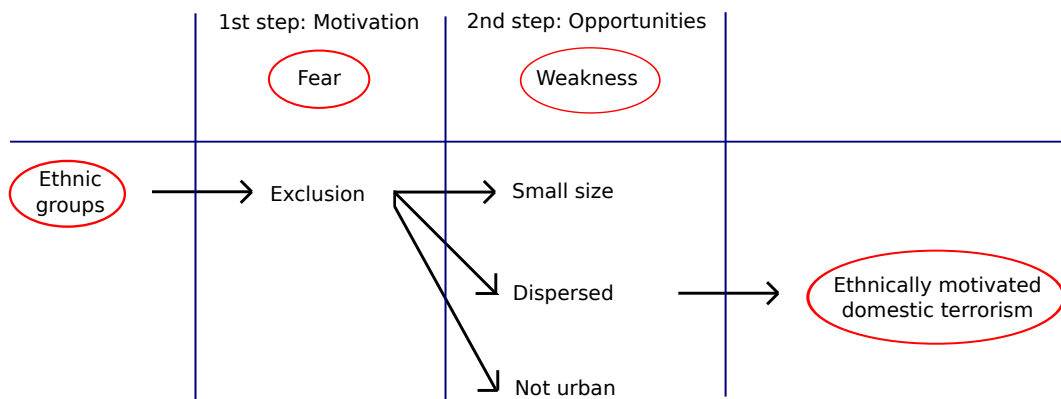 1st step: Motivation
2nd step: Opportunities
Fear
Weakness
Ethnic
groups
Exclusion
Small size
Dispersed
Ethnically motivated
domestic terrorism
Not urban